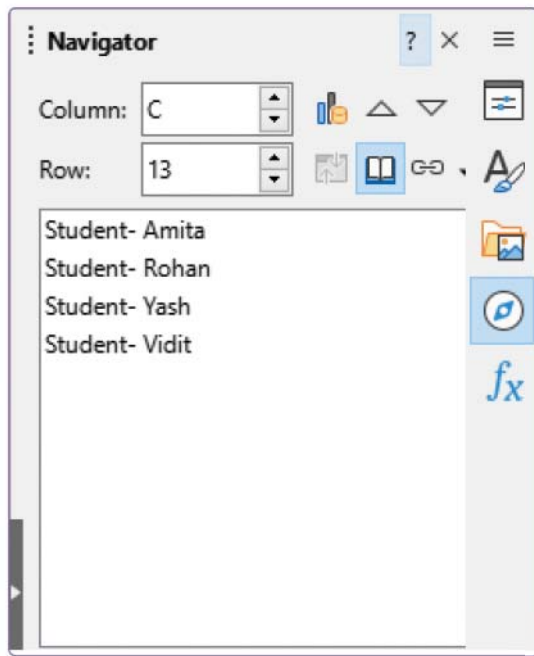 Navigator ?
Column: C
Row: 13
Student- Amita
Student- Rohan
Student- Yash
Student- Vidit
A
fx